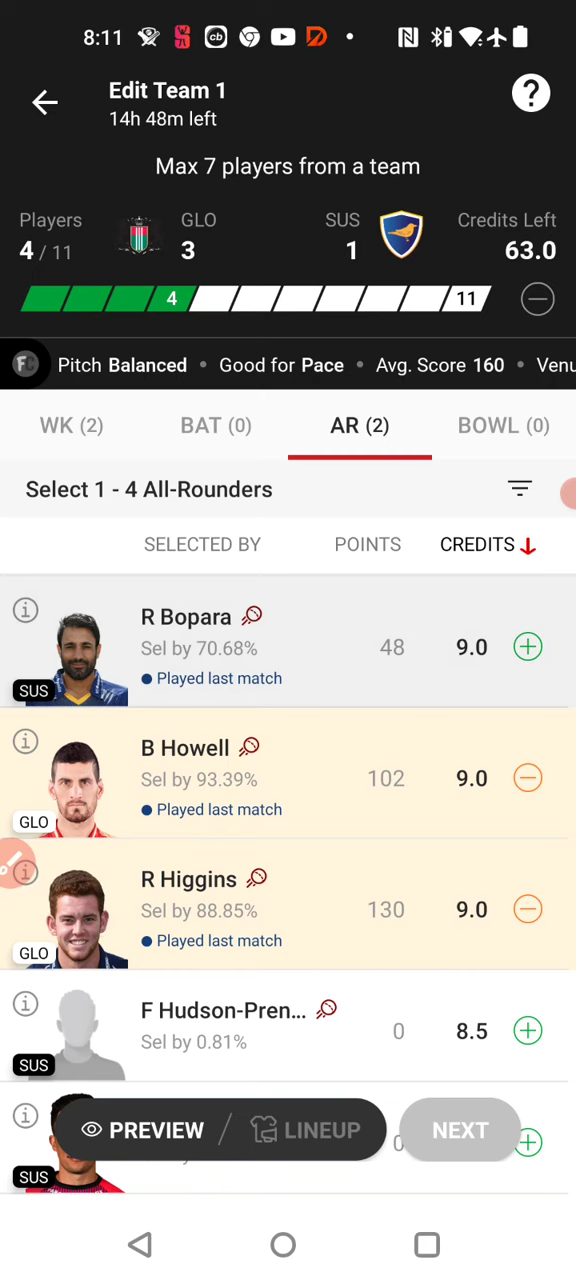 8:11
Edit Team 1
14h 48m left
?
Max 7 players from a team
Players GLO SUS Credits Left
4 / 11 3 1 63.0
4 11
FC Pitch Balanced • Good for Pace • Avg. Score 160 • Venu
WK (2) BAT (0) AR (2) BOWL (0)
Select 1 - 4 All-Rounders
SELECTED BY POINTS CREDITS
R Bopara
Sel by 70.68% 48 9.0
SUS Played last match
B Howell
Sel by 93.39% 102 9.0
GLO Played last match
R Higgins
Sel by 88.85% 130 9.0
GLO Played last match
F Hudson-Pren...
Sel by 0.81% 0 8.5
SUS
PREVIEW / LINEUP NEXT
SUS